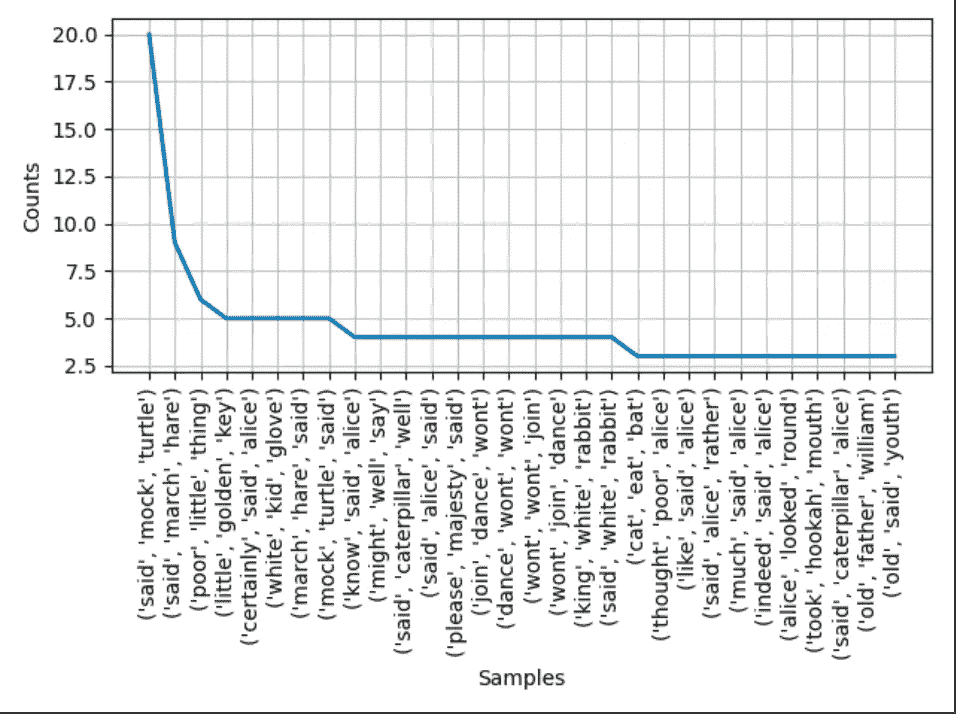 20.0
17.5
15.0
12.5
10.0
7.5
5.0
2.5
Counts
('said', 'mock', 'turtle')
('said', 'march', 'hare')
('poor', 'little', 'thing')
('little', 'golden', 'key')
('certainly', 'said', 'alice')
('white', 'kid', 'glove')
('march', 'hare', 'said')
('mock', 'turtle', 'said')
('know', 'said', 'alice')
('might', 'well', 'say')
('said', 'caterpillar', 'well')
('said', 'alice', 'said')
('please', 'majesty', 'said')
('join', 'dance', 'wont')
('dance', 'wont', 'wont')
('wont', 'wont', 'join')
('wont', 'join', 'dance')
('king', 'white', 'rabbit')
('said', 'white', 'rabbit')
('cat', 'eat', 'bat')
('thought', 'poor', 'alice')
('like', 'said', 'alice')
('said', 'alice', 'rather')
('much', 'said', 'alice')
('indeed', 'said', 'alice')
('alice', 'looked', 'round')
('took', 'hookah', 'mouth')
('said', 'caterpillar', 'alice')
('old', 'father', 'william')
('old', 'said', 'youth')
Samples